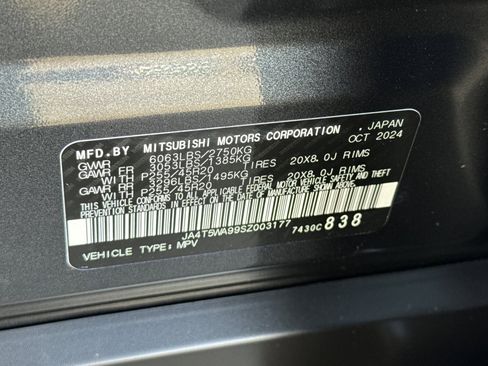 MFD.BY MITSUBISHI MOTORS CORPORATION , JAPAN
GVWR 6063LBS/2750KG OCT 2024
GAWR FR 3053LBS/1385KG
WITH P255/45R20 TIRES 20X8.0J RIMS
GAWR RR 1495KG
WITH P255/45R20 TIRES 20X8.0J RIMS
THIS VEHICLE CONFORMS TO ALL APPLICABLE FEDERAL MOTOR VEHICLE
SAFETY, BUMPER AND THEFT PREVENTION STANDARDS IN EFFECT ON
THE DATE OF MANUFACTURE SHOWN ABOVE.
JA4T5WA99SZ003177 7430C 838
VEHICLE TYPE: MPV